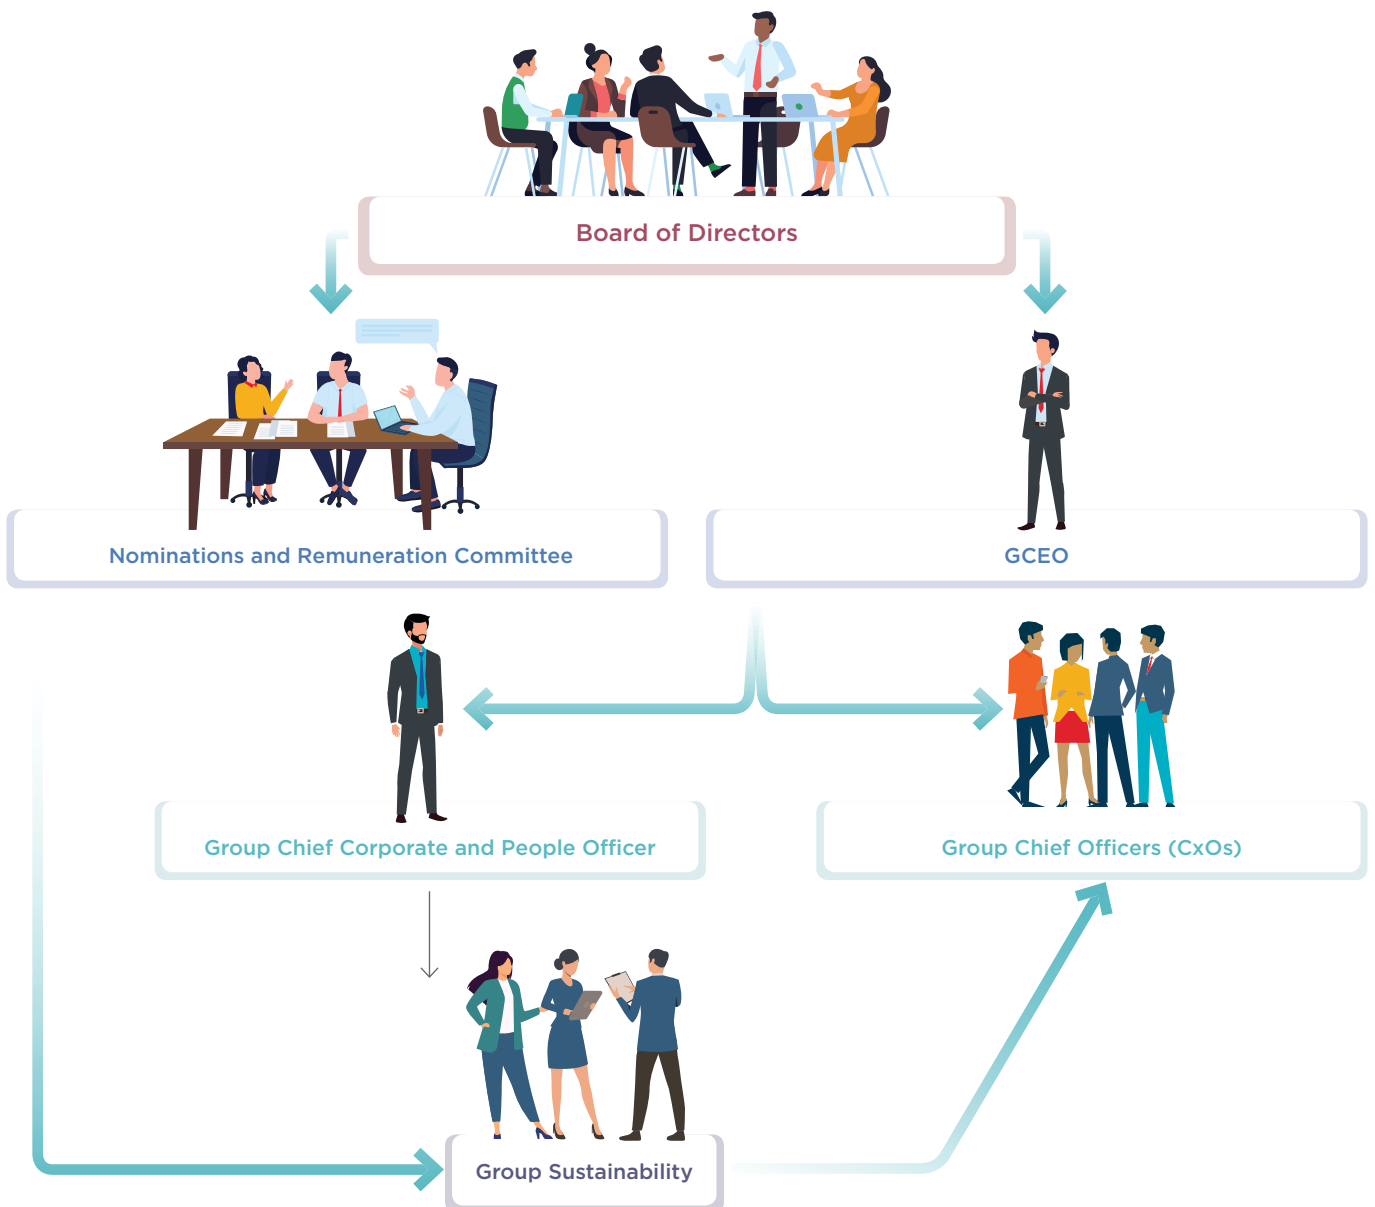 Board of Directors
Nominations and Remuneration Committee
GCEO
Group Chief Corporate and People Officer
Group Chief Officers (CxOs)
Group Sustainability